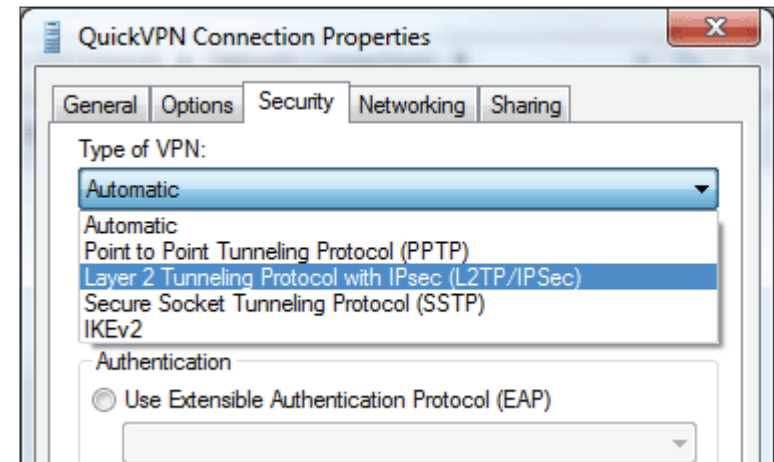 QuickVPN Connection Properties
General Options Security Networking Sharing
Type of VPN:
Automatic
Automatic
Point to Point Tunneling Protocol (PPTP)
Layer 2 Tunneling Protocol with IPsec (L2TP/IPSec)
Secure Socket Tunneling Protocol (SSTP)
IKEv2
Authentication
Use Extensible Authentication Protocol (EAP)